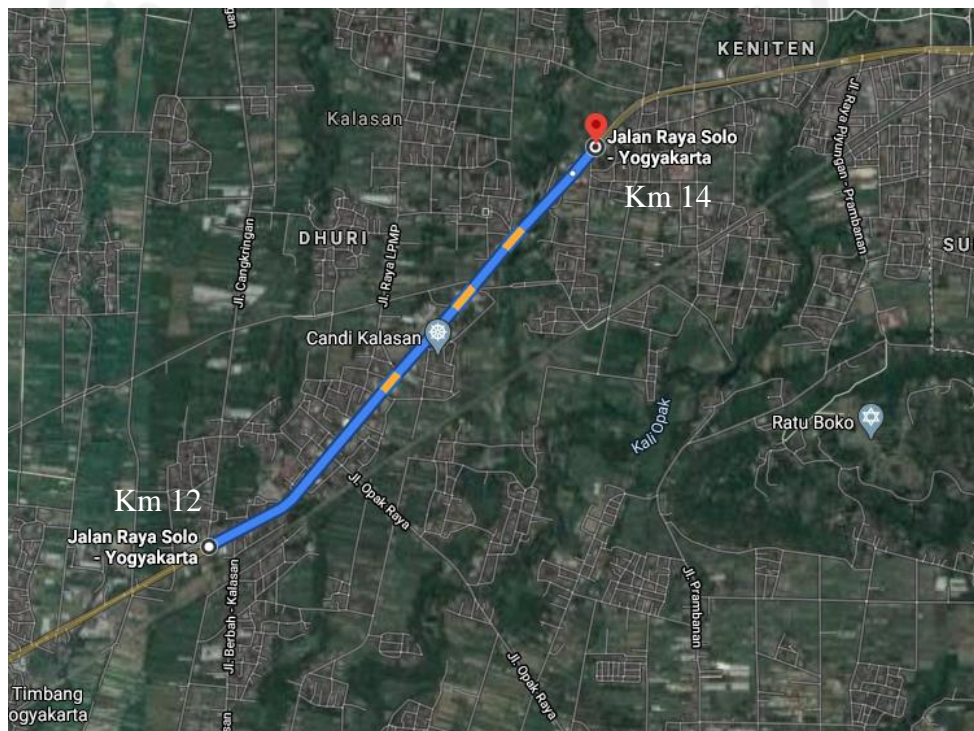 KENITEN
Kalasan
Jalan Raya Solo
- Yogyakarta
Km 14
Jl. Raya Piyungan - Prambanan
DHURI
Jl. Cangkringan
Jl. Raya LPMP
Candi Kalasan
Kali Opak
Ratu Boko
Km 12
Jalan Raya Solo
- Yogyakarta
Jl. Opak Raya
Jl. Berbah - Kalasan
Jl. Prambanan
Jl. Opak Raya
Timbang
ogyakarta